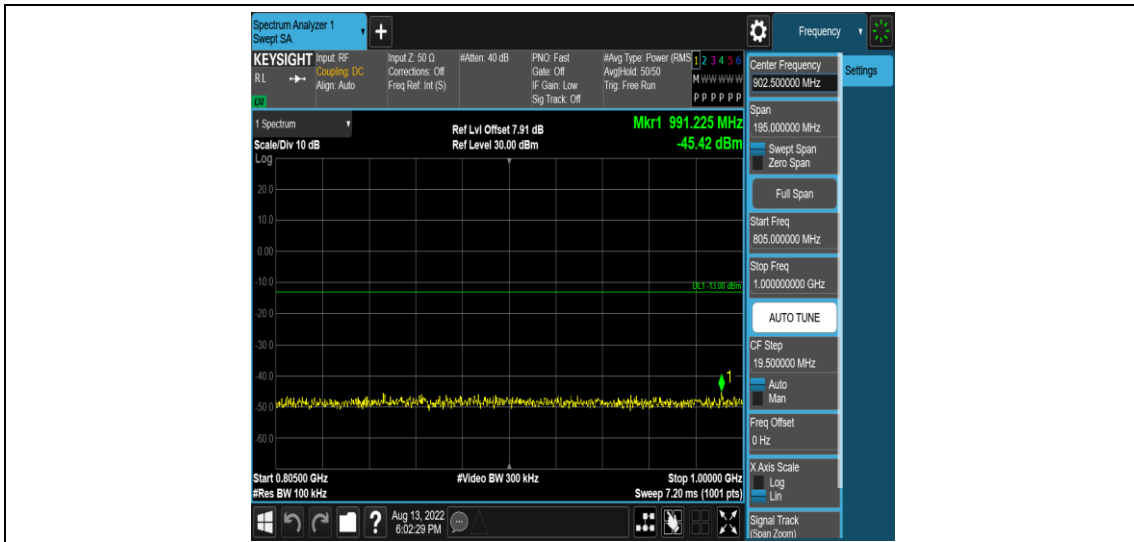 Spectrum Analyzer 1
Swept SA
+
Frequency
KEYSIGHT
RL
LXI
Input: RF
Coupling: DC
Align: Auto
Input Z: 50 Ω
Corrections: Off
Freq Ref: Int (S)
#Atten: 40 dB
PNO: Fast
Gate: Off
IF Gain: Low
Sig Track: Off
#Avg Type: Power (RMS
Avg|Hold: 50/50
Trig: Free Run
1 2 3 4 5 6
M W W W W W
P P P P P P
1 Spectrum
Scale/Div 10 dB
Log
Ref Lvl Offset 7.91 dB
Ref Level 30.00 dBm
Mkr1 991.225 MHz
-45.42 dBm
20.0
10.0
0.00
-10.0
DL1 -13.00 dBm
-20.0
-30.0
-40.0
1
-50.0
-60.0
Start 0.80500 GHz
#Res BW 100 kHz
#Video BW 300 kHz
Stop 1.00000 GHz
Sweep 7.20 ms (1001 pts)
Center Frequency
902.500000 MHz
Settings
Span
195.000000 MHz
Swept Span
Zero Span
Full Span
Start Freq
805.000000 MHz
Stop Freq
1.000000000 GHz
AUTO TUNE
CF Step
19.500000 MHz
Auto
Man
Freq Offset
0 Hz
X Axis Scale
Log
Lin
Signal Track
(Span Zoom)
?
Aug 13, 2022
6:02:29 PM